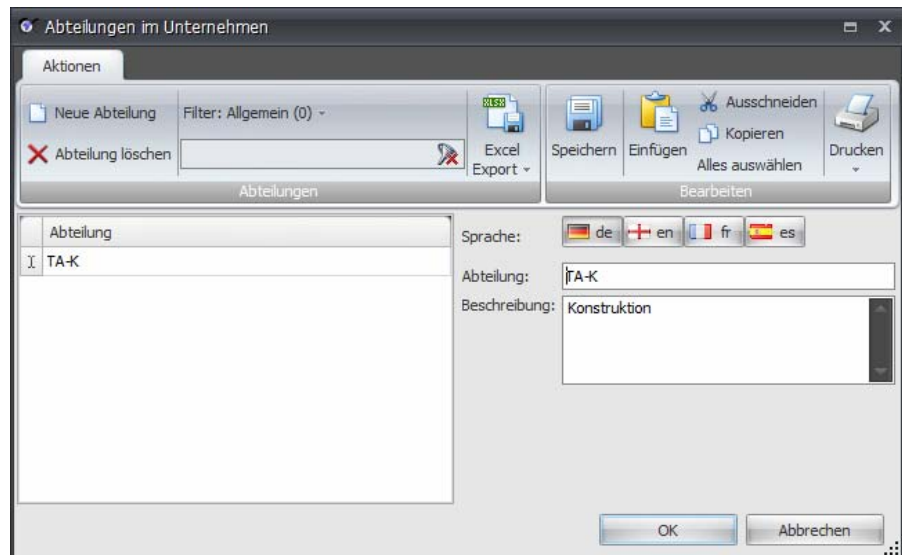 Abteilungen im Unternehmen
Aktionen
Neue Abteilung
Abteilung löschen
Filter: Allgemein (0)
Abteilungen
XLSX
Excel
Export
Speichern
Einfügen
Ausschneiden
Kopieren
Alles auswählen
Drucken
Bearbeiten
Abteilung
TA-K
Sprache:
de
en
fr
es
Abteilung:
TA-K
Beschreibung:
Konstruktion
OK
Abbrechen